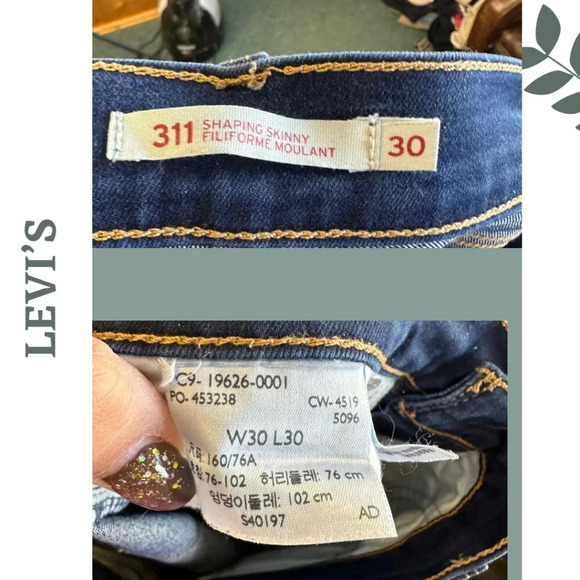 LEVI'S
311 SHAPING SKINNY
FILIFORME MOULANT
30
C9- 19626-0001
PO- 453238
CW- 4519
5096
W30 L30
160/76A
76-102 허리둘레: 76 cm
엉덩이둘레: 102 cm
S40197
AD